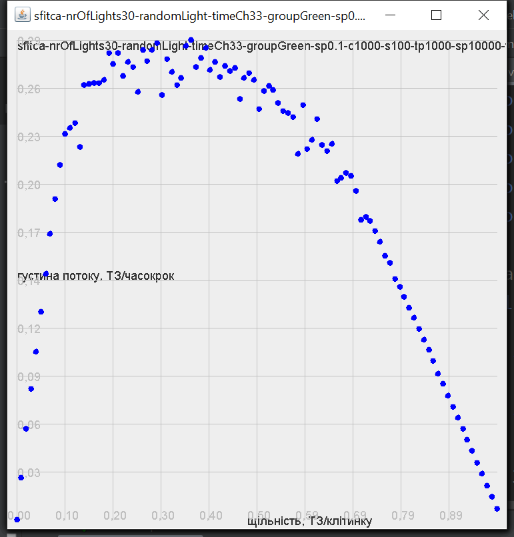 sfitca-nrOfLights30-randomLight-timeCh33-groupGreen-sp0....
sfitca-nrOfLights30-randomLight-timeCh33-groupGreen-sp0.1-c1000-s100-tp1000-sp10000-
0,29
0,26
0,23
0,20
0,17
густина потоку, ТЗ/часокрок
0,12
0,09
0,06
0,03
0,00 0,10 0,20 0,30 0,40 0,50 0,60 0,69 0,79 0,89
щільність, ТЗ/клітинку